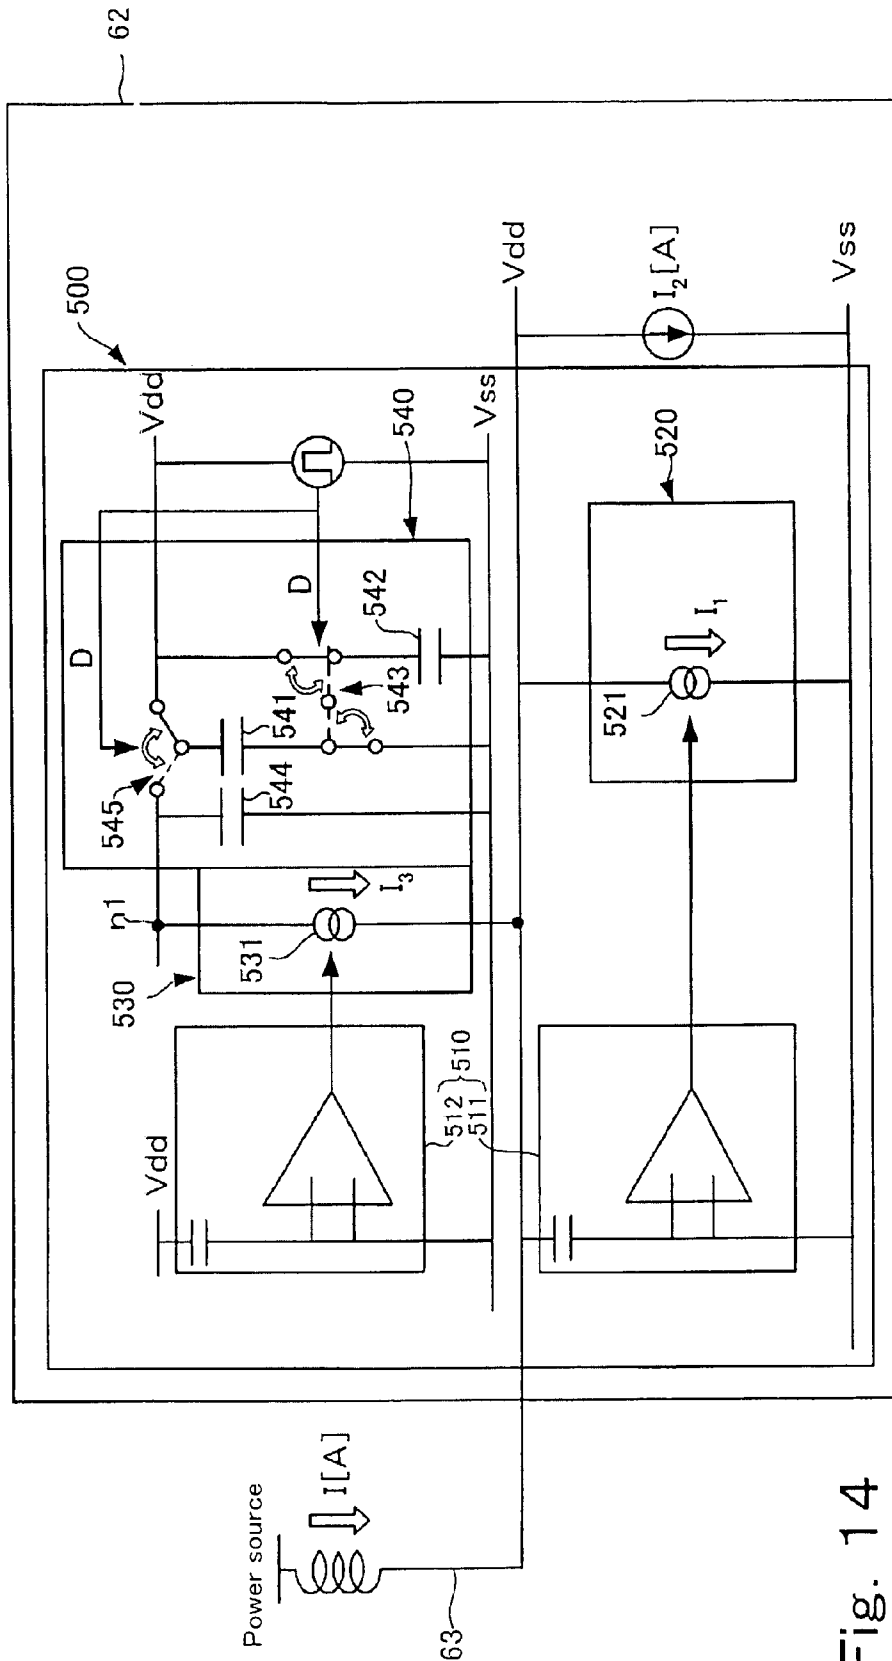 62
500
Vdd
D
545
541
544
n1
530
531
I3
D
543
542
540
Vss
Vdd
512
511
510
Vdd
I2[A]
Vss
520
521
I1
Power source
I[A]
63
Fig. 14